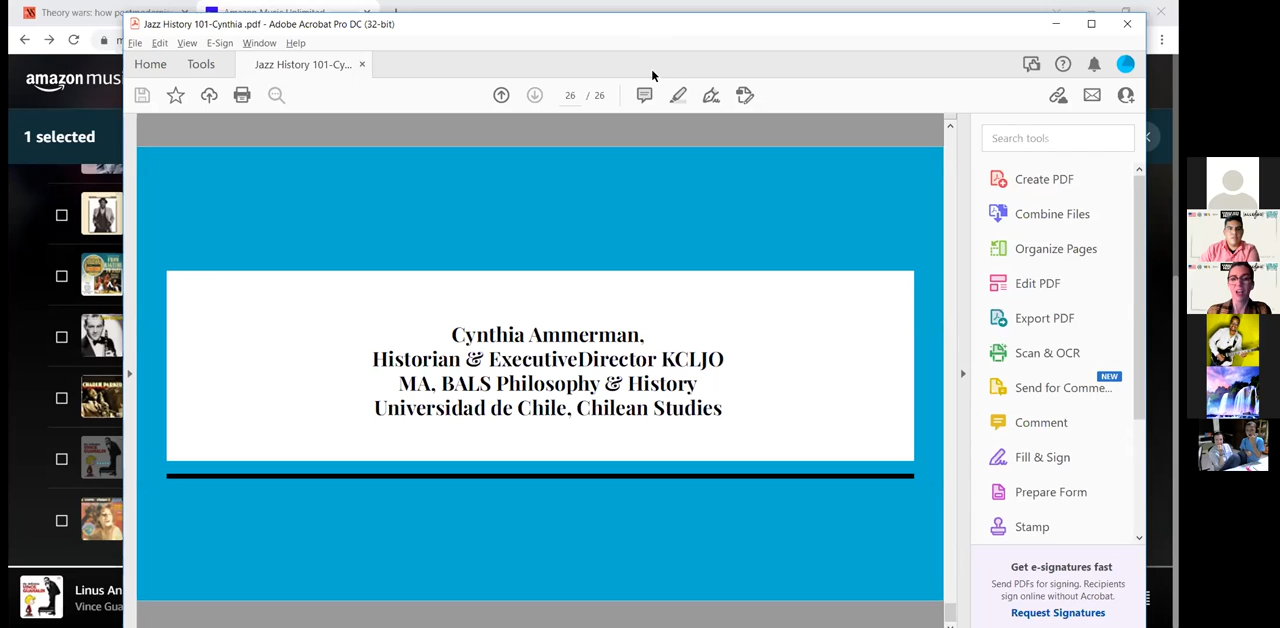 Theory wars: how postmodernis
Amazon Music Unlimited
Jazz History 101-Cynthia .pdf - Adobe Acrobat Pro DC (32-bit)
File Edit View E-Sign Window Help
Home Tools Jazz History 101-Cy... ×
26 / 26
amazon musi
1 selected
Search tools
Create PDF
Combine Files
Organize Pages
Edit PDF
Export PDF
Scan & OCR
NEW
Send for Comme...
Comment
Fill & Sign
Prepare Form
Stamp
Cynthia Ammerman,
Historian & ExecutiveDirector KCLJO
MA, BALS Philosophy & History
Universidad de Chile, Chilean Studies
CHARLIE PARKER
Linus An
Vince Gua
Get e-signatures fast
Send PDFs for signing. Recipients
sign online without Acrobat.
Request Signatures